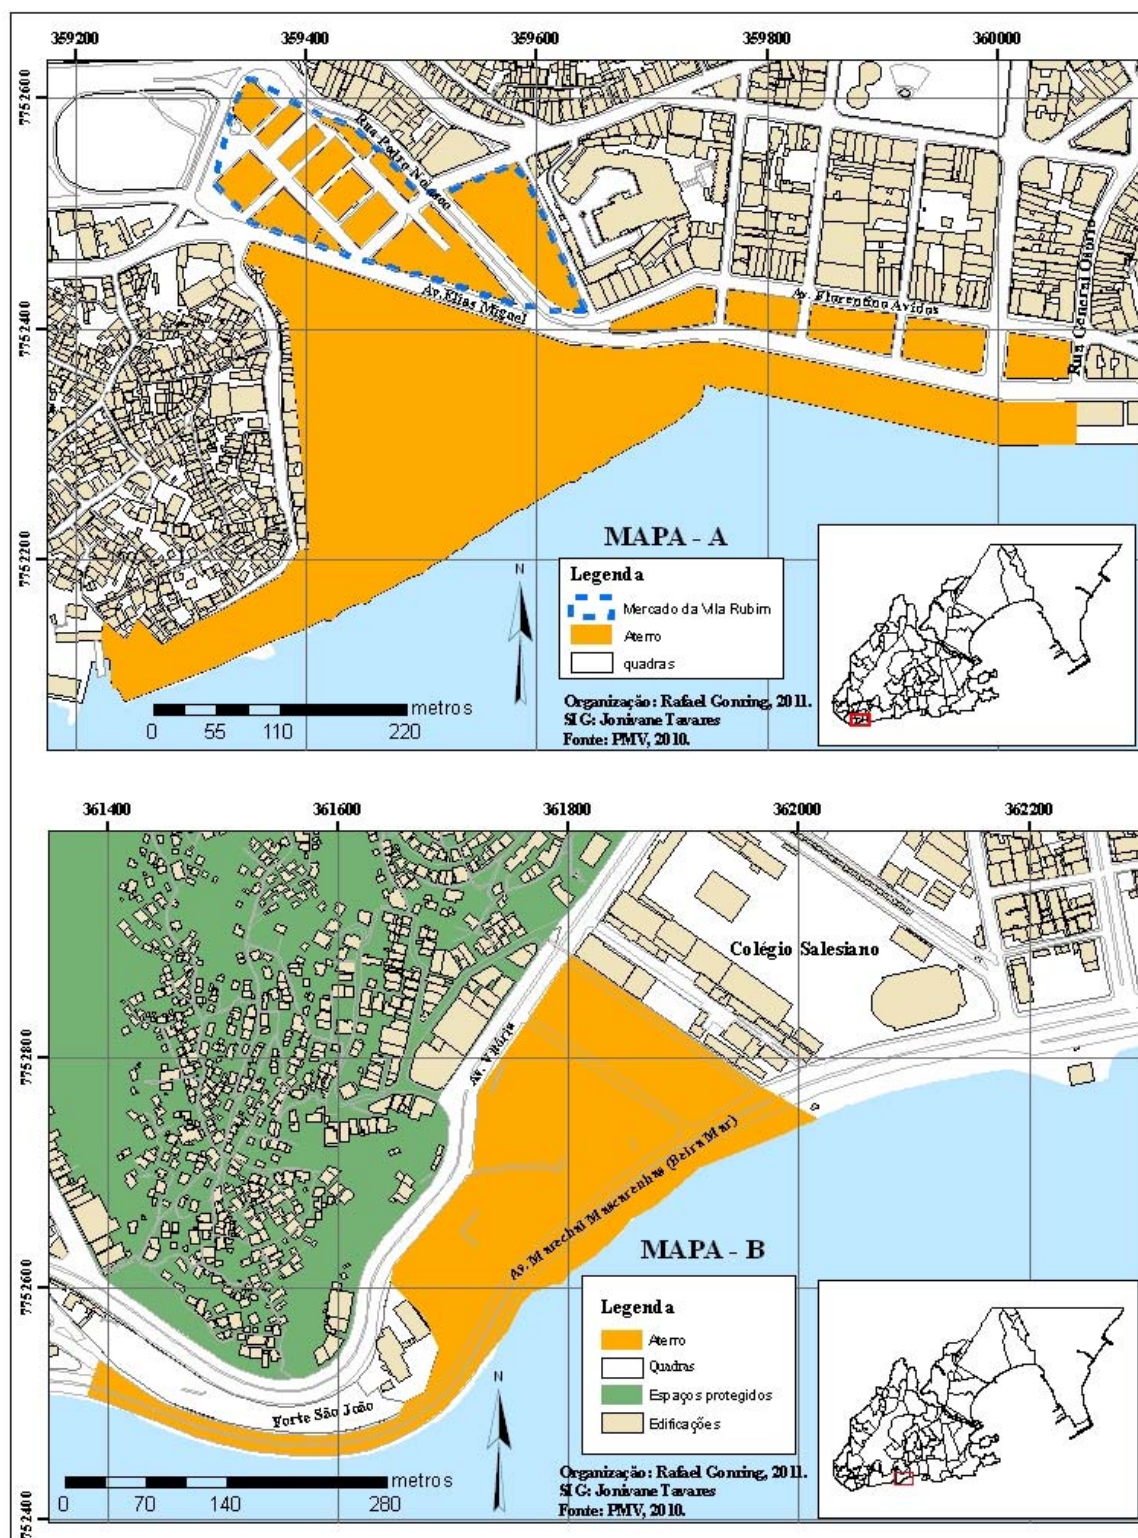 359200 359400 359600 359800 360000
7752600
7752400
7752200
Rua Pedro Nolasco
Av. Elias Miguel
Av. Florentino Avidos
Rua General Osório
MAPA - A
Legenda
Mercado da Vila Rubim
Aterro
quadras
N
metros
0 55 110 220
Organização: Rafael Gonring, 2011.
SIG: Jonivane Tavares
Fonte: PMV, 2010.
361400 361600 361800 362000 362200
7752800
7752600
7752400
Colégio Salesiano
Av. Vitória
Av. Marechal Mascarenhas (Beira Mar)
Forte São João
MAPA - B
Legenda
Aterro
Quadras
Espaços protegidos
Edificações
N
metros
0 70 140 280
Organização: Rafael Gonring, 2011.
SIG: Jonivane Tavares
Fonte: PMV, 2010.